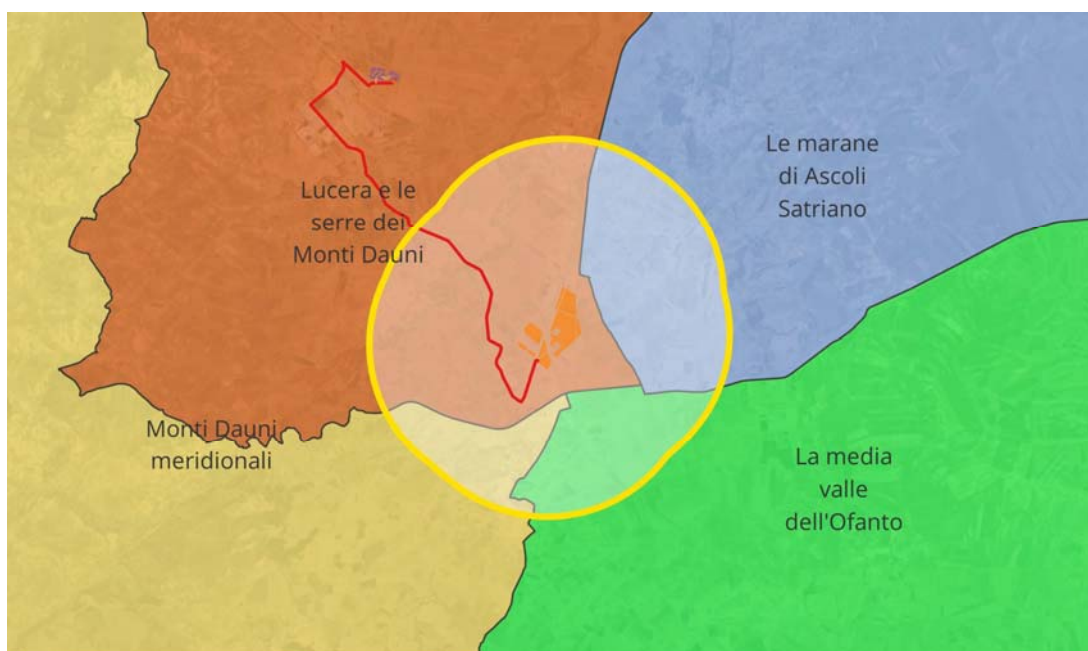 Le marane
di Ascoli
Satriano
Lucera e le
serre dei
Monti Dauni
Monti Dauni
meridionali
La media
valle
dell'Ofanto